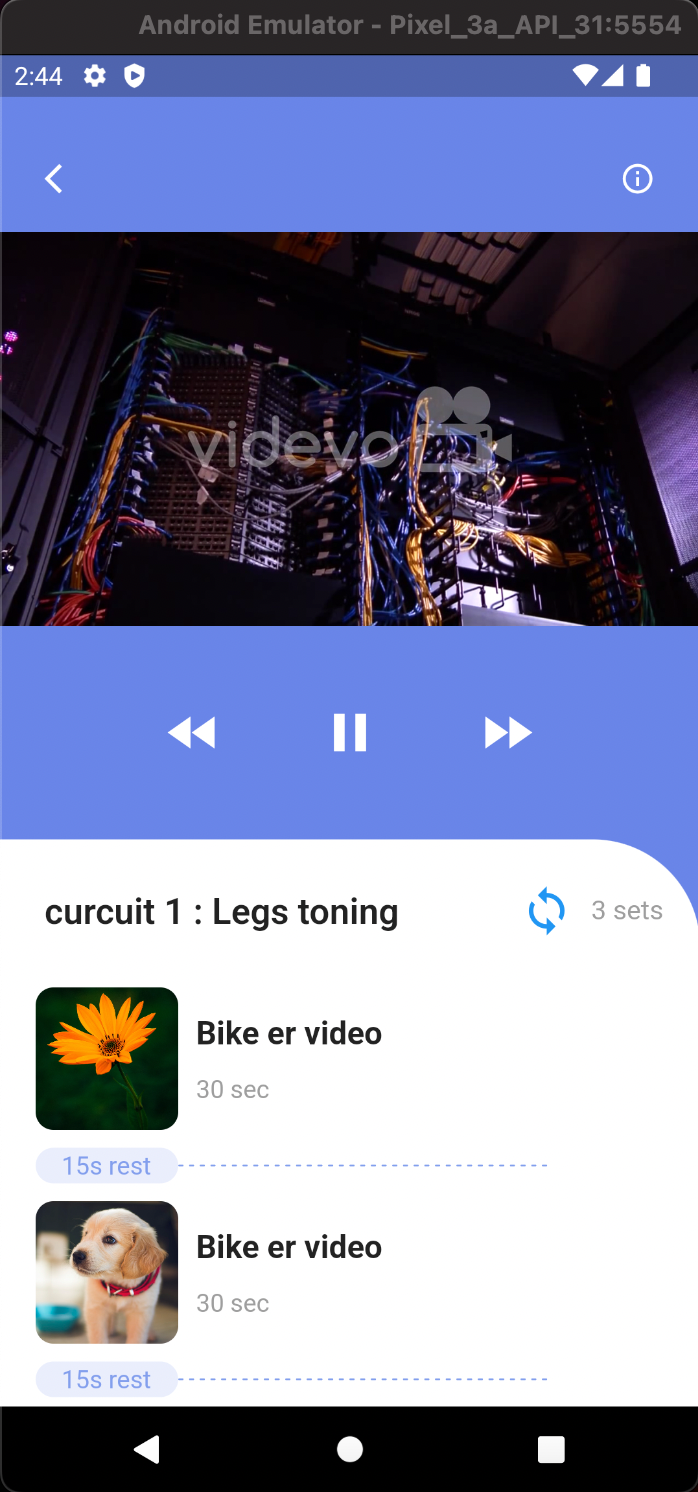 Android Emulator - Pixel_3a_API_31:5554
2:44
videvo
curcuit 1 : Legs toning
3 sets
Bike er video
30 sec
15s rest
Bike er video
30 sec
15s rest